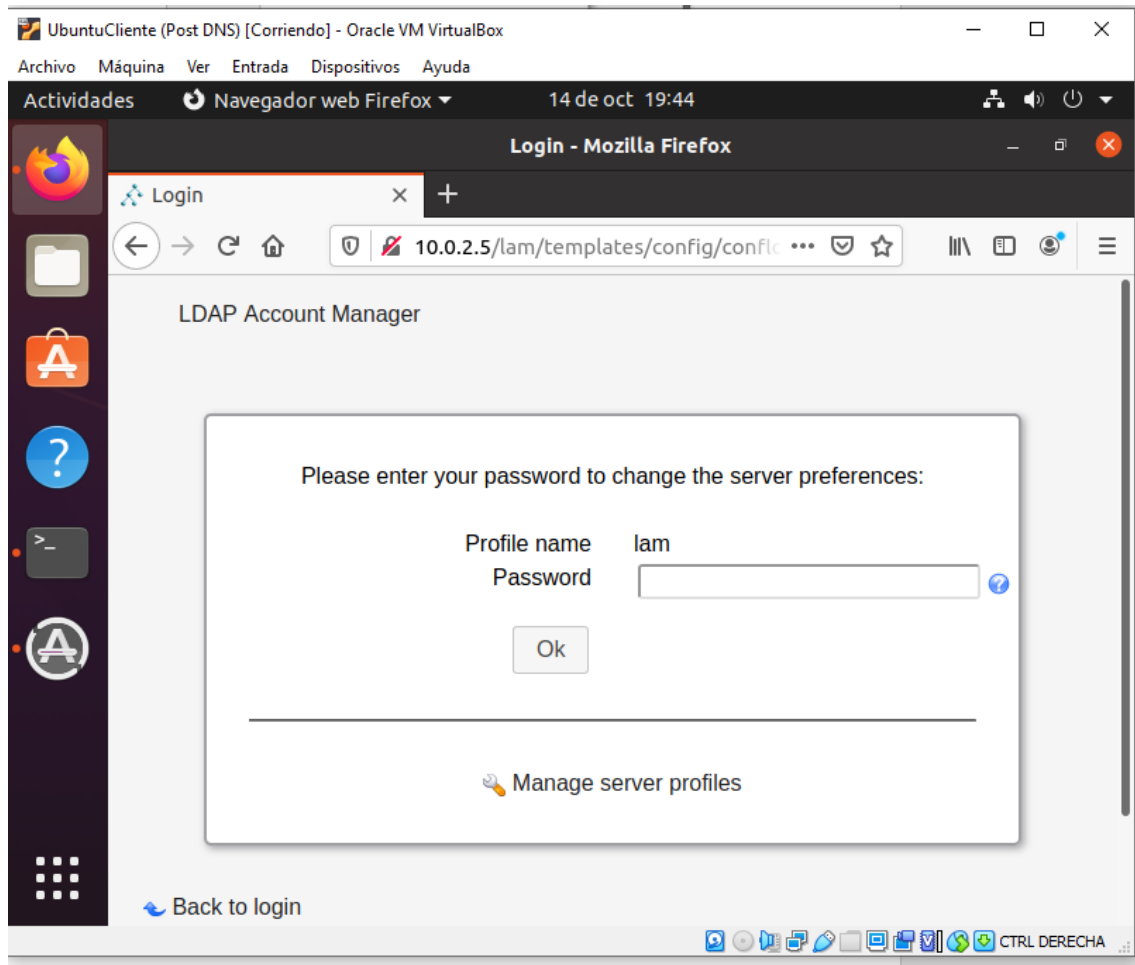 UbuntuCliente (Post DNS) [Corriendo] - Oracle VM VirtualBox
Archivo Máquina Ver Entrada Dispositivos Ayuda
Actividades Navegador web Firefox 14 de oct 19:44
Login - Mozilla Firefox
Login
10.0.2.5/lam/templates/config/conflo
LDAP Account Manager
Please enter your password to change the server preferences:
Profile name lam
Password
Ok
Manage server profiles
Back to login
CTRL DERECHA